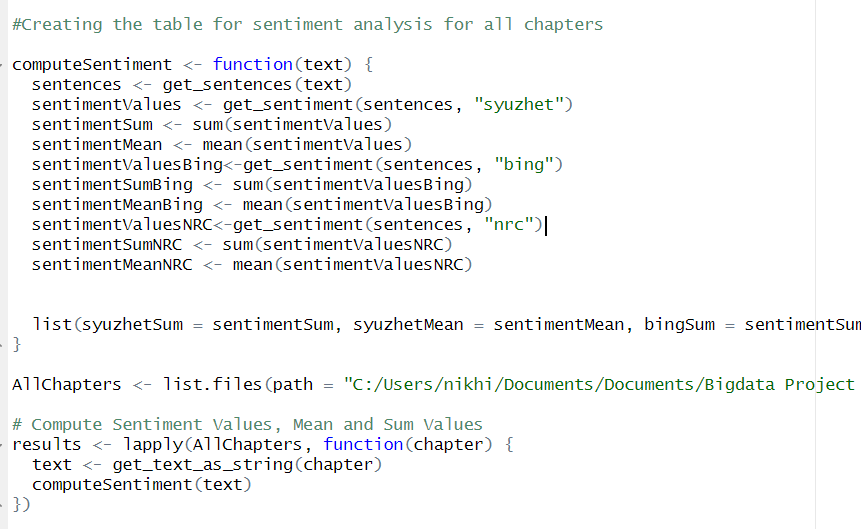 #Creating the table for sentiment analysis for all chapters
computeSentiment <- function(text) {
  sentences <- get_sentences(text)
  sentimentValues <- get_sentiment(sentences, "syuzhet")
  sentimentSum <- sum(sentimentValues)
  sentimentMean <- mean(sentimentValues)
  sentimentValuesBing<-get_sentiment(sentences, "bing")
  sentimentSumBing <- sum(sentimentValuesBing)
  sentimentMeanBing <- mean(sentimentValuesBing)
  sentimentValuesNRC<-get_sentiment(sentences, "nrc")
  sentimentSumNRC <- sum(sentimentValuesNRC)
  sentimentMeanNRC <- mean(sentimentValuesNRC)
  list(syuzhetSum = sentimentSum, syuzhetMean = sentimentMean, bingSum = sentimentSum
}
AllChapters <- list.files(path = "C:/Users/nikhi/Documents/Documents/Bigdata Project
# Compute Sentiment Values, Mean and Sum Values
results <- lapply(AllChapters, function(chapter) {
  text <- get_text_as_string(chapter)
  computeSentiment(text)
})